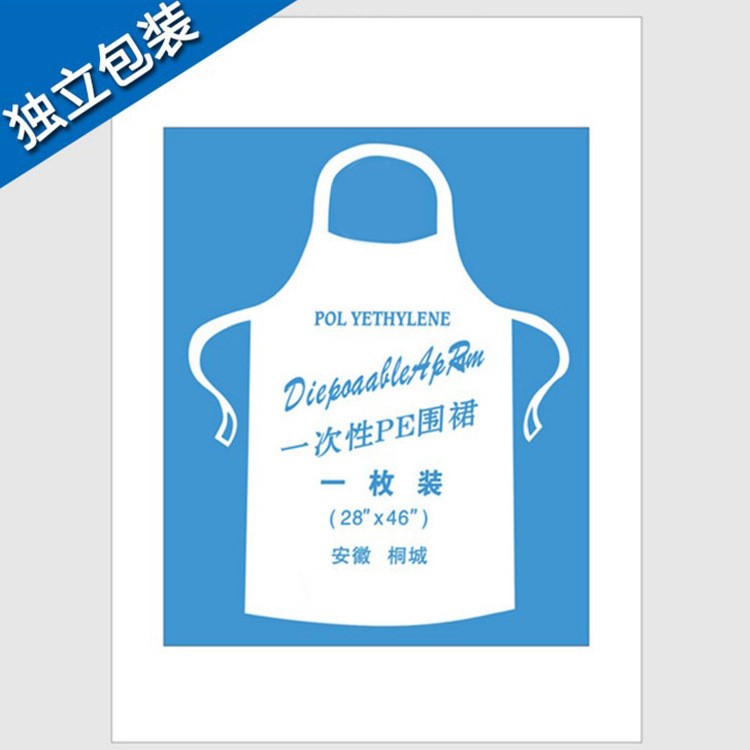 独立包装
POL YETHYLENE
DiepoaableApRm
一次性PE围裙
一枚装
(28"x46")
安徽 桐城